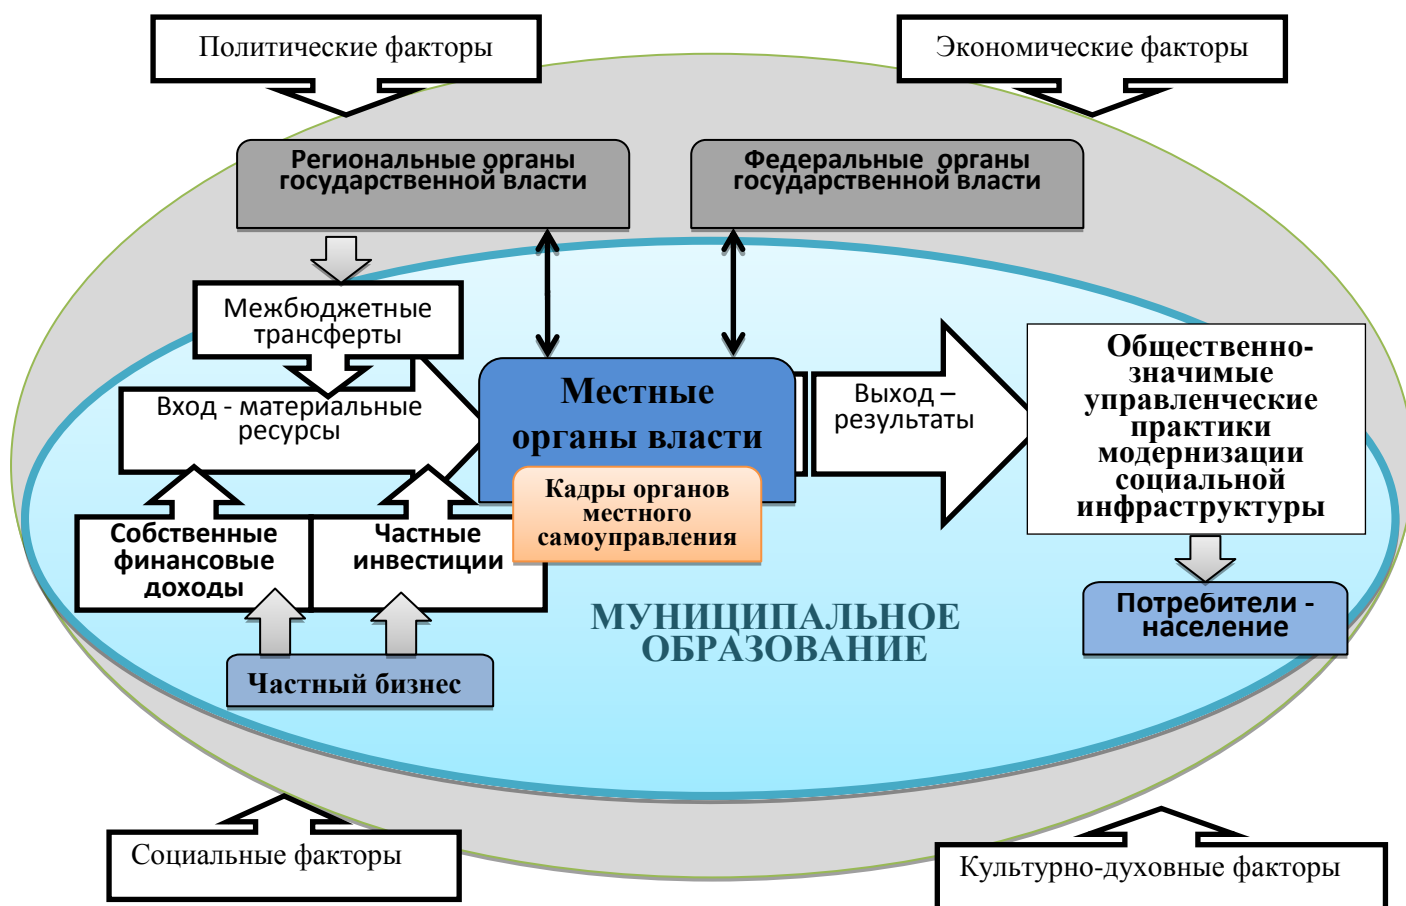 Политические факторы
Экономические факторы
Региональные органы
государственной власти
Федеральные органы
государственной власти
Межбюджетные
трансферты
Вход - материальные
ресурсы
Местные
органы власти
Кадры органов
местного
самоуправления
Выход –
результаты
Общественно-
значимые
управленческие
практики
модернизации
социальной
инфраструктуры
Собственные
финансовые
доходы
Частные
инвестиции
Частный бизнес
МУНИЦИПАЛЬНОЕ
ОБРАЗОВАНИЕ
Потребители -
население
Социальные факторы
Культурно-духовные факторы